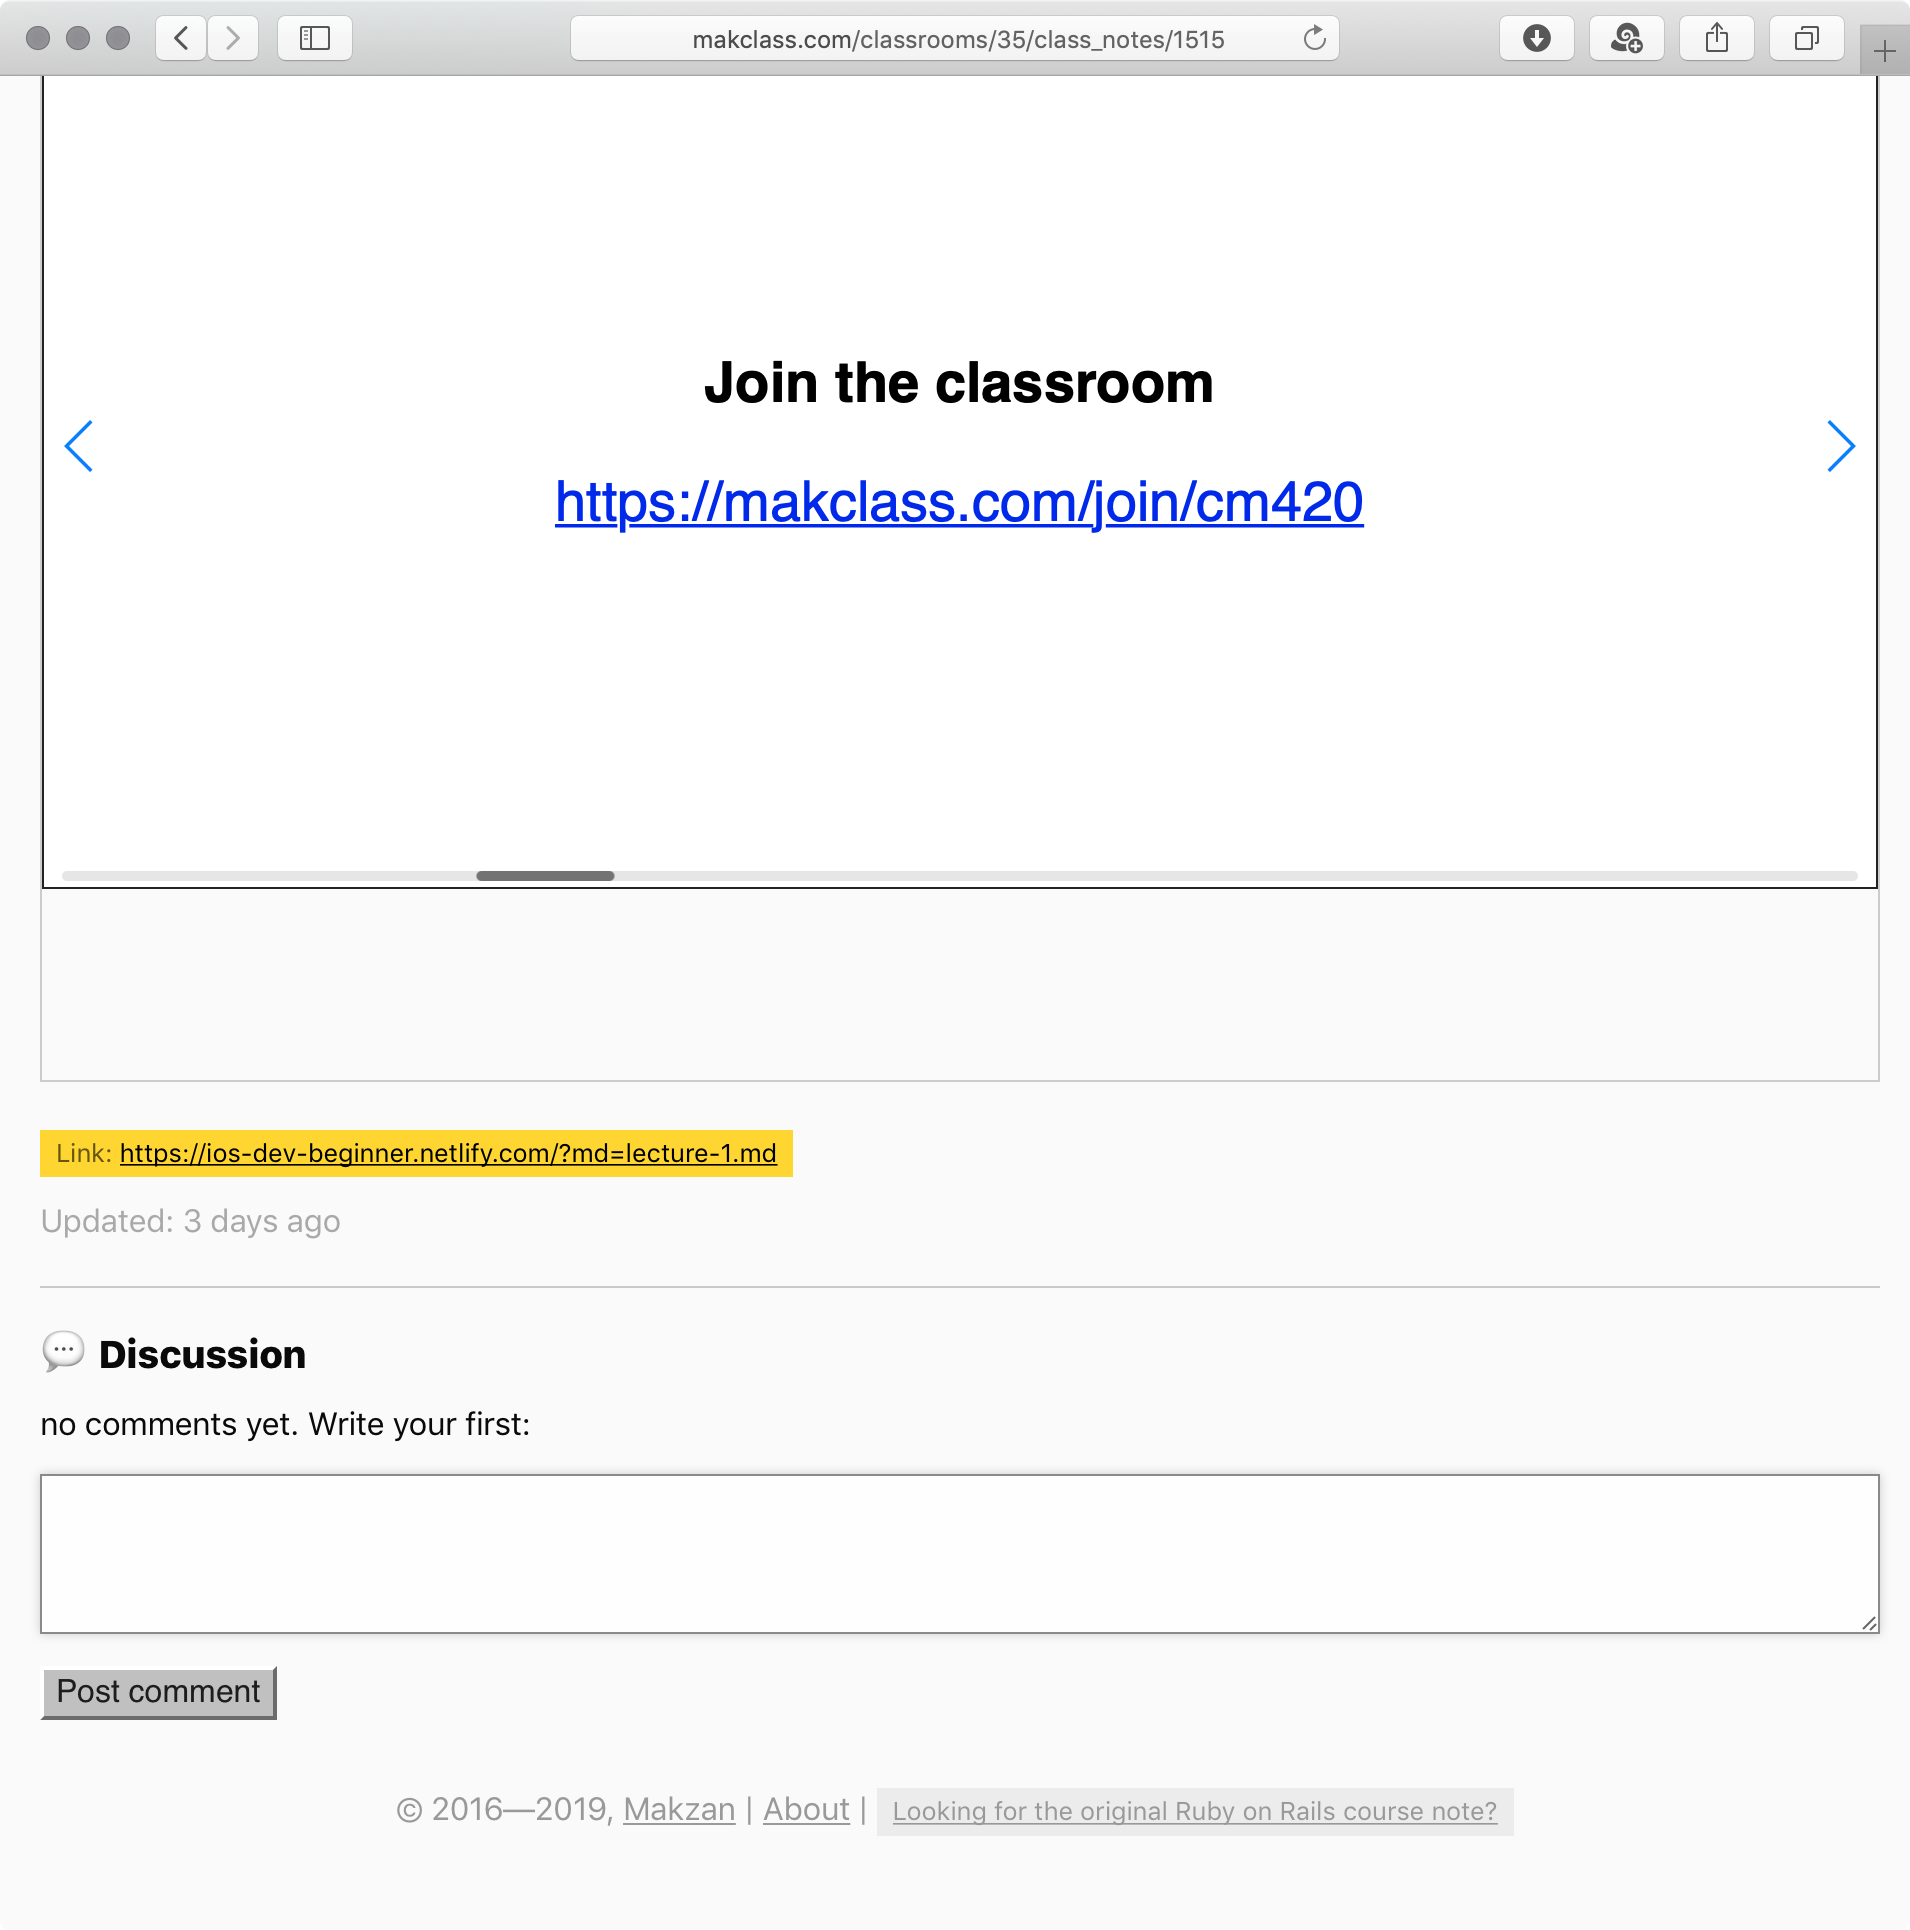 makclass.com/classrooms/35/class_notes/1515
Join the classroom
https://makclass.com/join/cm420
Link: https://ios-dev-beginner.netlify.com/?md=lecture-1.md
Updated: 3 days ago
💬 Discussion
no comments yet. Write your first:
Post comment
© 2016—2019, Makzan | About | Looking for the original Ruby on Rails course note?